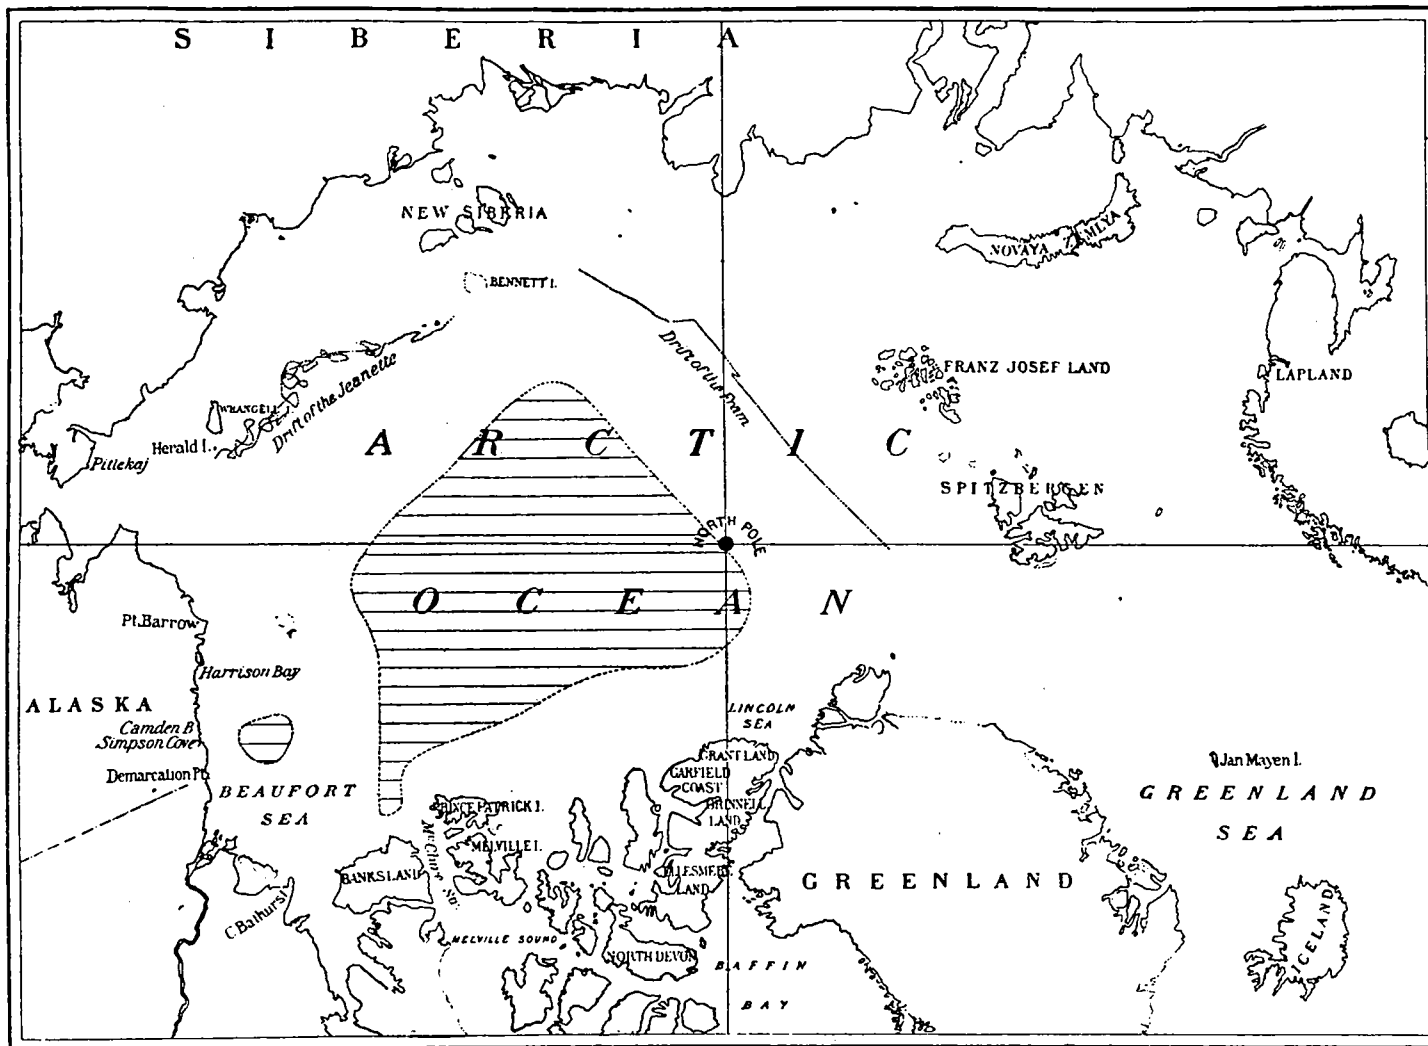 SIBERIA
NEW SIBERIA
NOVAYA ZEMLYA
BENNETT I.
Drift of the Fram
FRANZ JOSEF LAND
LAPLAND
Drift of the Jeanette
WRANGELL I.
Herald I.
Pitlekaj
ARCTIC
SPITZBERGEN
NORTH POLE
OCEAN
Pt. Barrow
Harrison Bay
ALASKA
Camden B
Simpson Cove
Demarcation Pt.
BEAUFORT
SEA
LINCOLN
SEA
GRANT LAND
GARFIELD
COAST
GRINNELL
LAND
Jan Mayen I.
GREENLAND
SEA
PRINCE PATRICK I.
MELVILLE I.
BANKS LAND
ELLESMERE
LAND
GREENLAND
C. Bathurst
MELVILLE SOUND
NORTH DEVON
BAFFIN
BAY
ICELAND